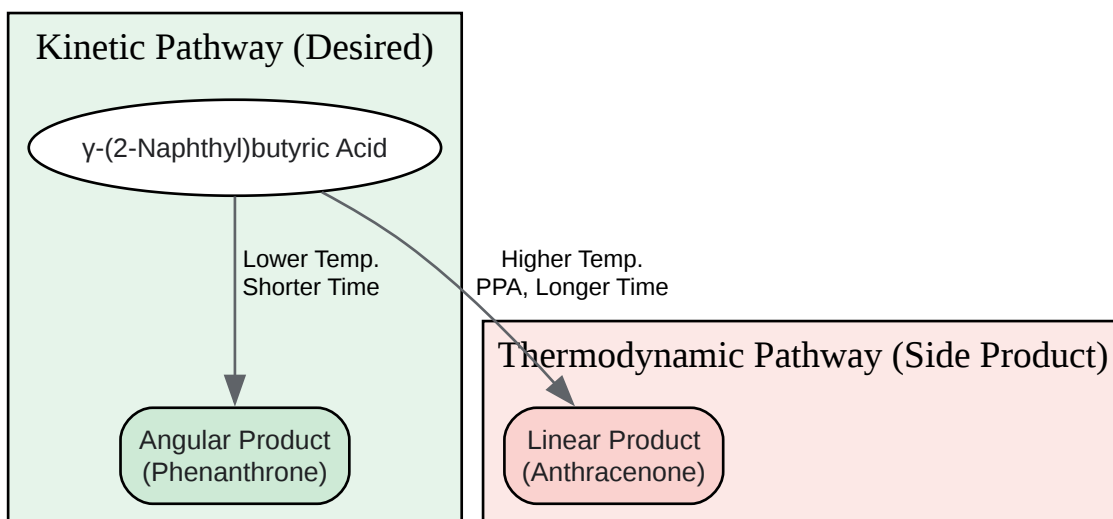 Kinetic Pathway (Desired)
γ-(2-Naphthyl)butyric Acid
Lower Temp.
Shorter Time
Higher Temp.
PPA, Longer Time
Thermodynamic Pathway (Side Product)
Angular Product
(Phenanthrone)
Linear Product
(Anthracenone)